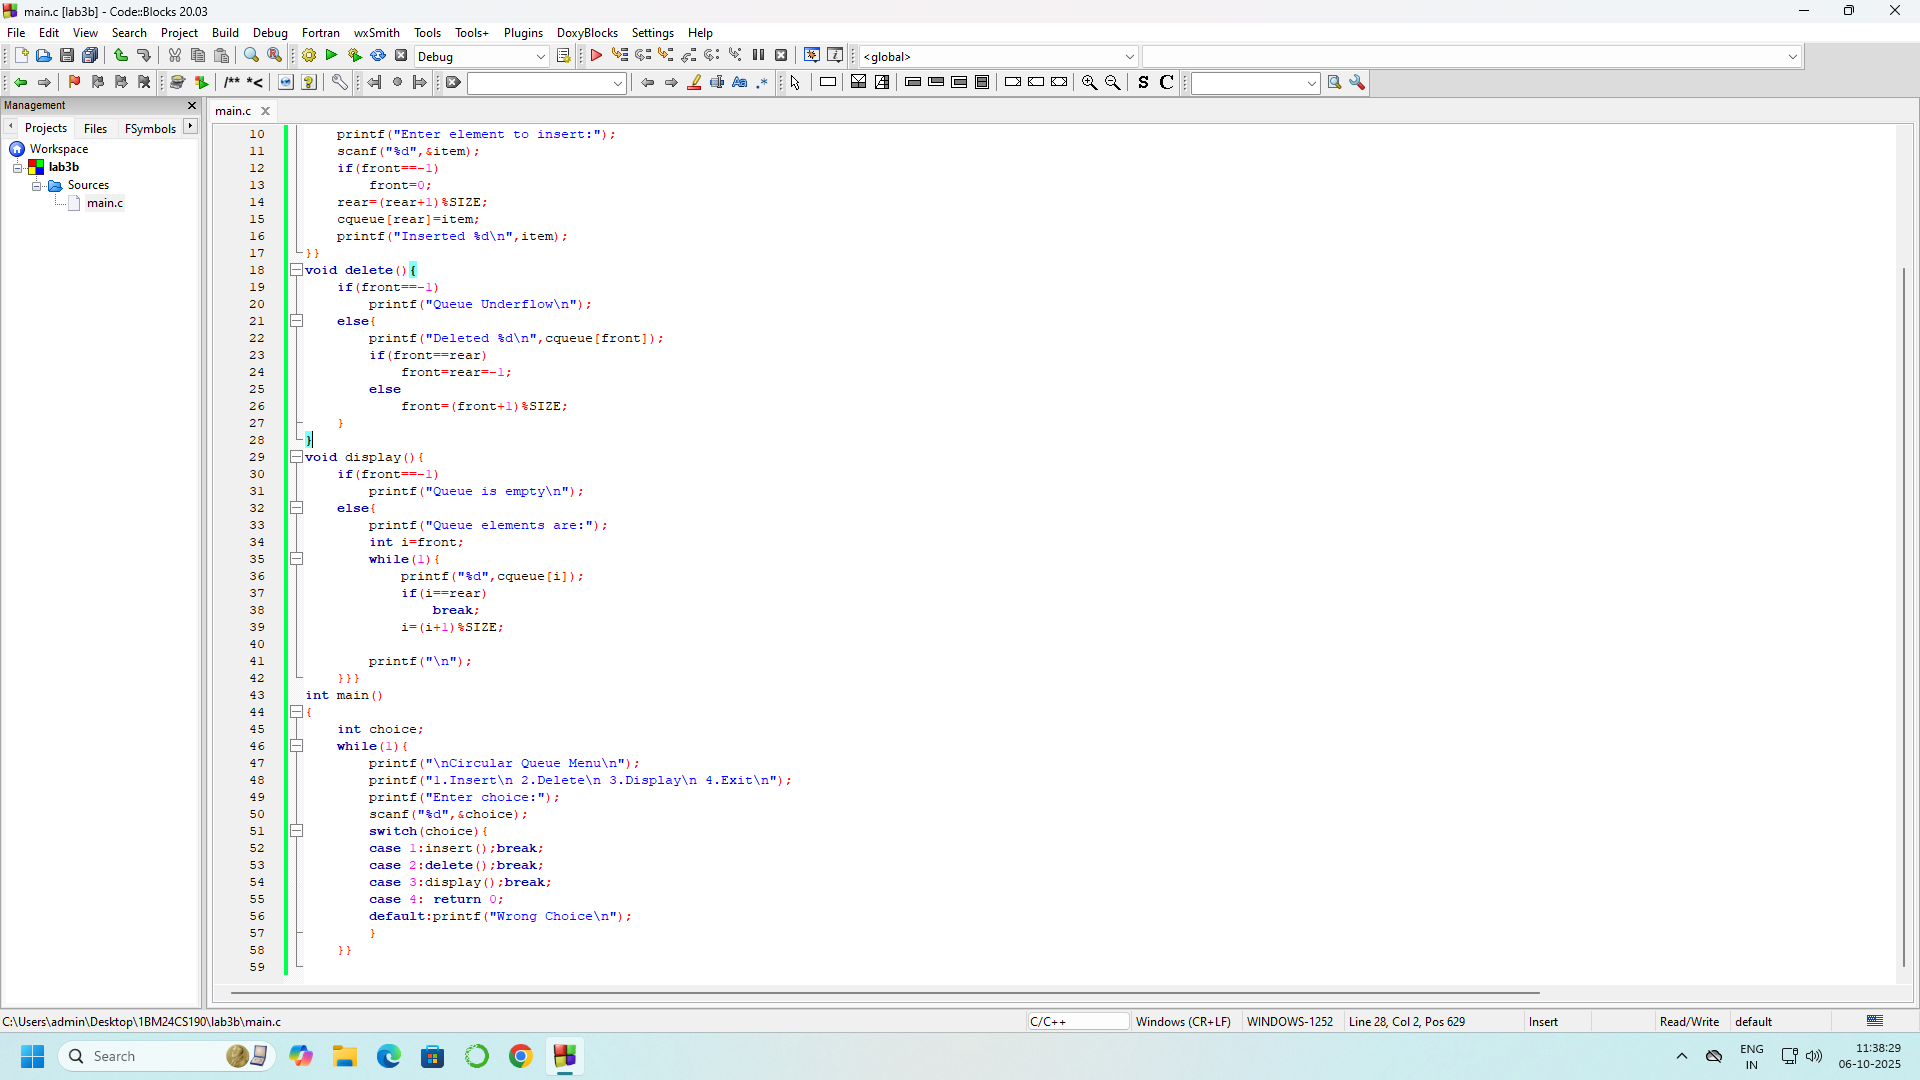 main.c [lab3b] - Code::Blocks 20.03
File Edit View Search Project Build Debug Fortran wxSmith Tools Tools+ Plugins DoxyBlocks Settings Help
Debug <global>
/** *< Aa .* S C
Management
main.c
Projects Files FSymbols
Workspace
lab3b
Sources
main.c
10 printf("Enter element to insert:");
11 scanf("%d",&item);
12 if(front==-1)
13 front=0;
14 rear=(rear+1)%SIZE;
15 cqueue[rear]=item;
16 printf("Inserted %d\n",item);
17 }}
18 void delete(){
19 if(front==-1)
20 printf("Queue Underflow\n");
21 else{
22 printf("Deleted %d\n",cqueue[front]);
23 if(front==rear)
24 front=rear=-1;
25 else
26 front=(front+1)%SIZE;
27 }
28 }
29 void display(){
30 if(front==-1)
31 printf("Queue is empty\n");
32 else{
33 printf("Queue elements are:");
34 int i=front;
35 while(1){
36 printf("%d",cqueue[i]);
37 if(i==rear)
38 break;
39 i=(i+1)%SIZE;
40
41 printf("\n");
42 }}}
43 int main()
44 {
45 int choice;
46 while(1){
47 printf("\nCircular Queue Menu\n");
48 printf("1.Insert\n 2.Delete\n 3.Display\n 4.Exit\n");
49 printf("Enter choice:");
50 scanf("%d",&choice);
51 switch(choice){
52 case 1:insert();break;
53 case 2:delete();break;
54 case 3:display();break;
55 case 4: return 0;
56 default:printf("Wrong Choice\n");
57 }
58 }}
59
C:\Users\admin\Desktop\1BM24CS190\lab3b\main.c C/C++ Windows (CR+LF) WINDOWS-1252 Line 28, Col 2, Pos 629 Insert Read/Write default
Search
ENG
IN
11:38:29
06-10-2025